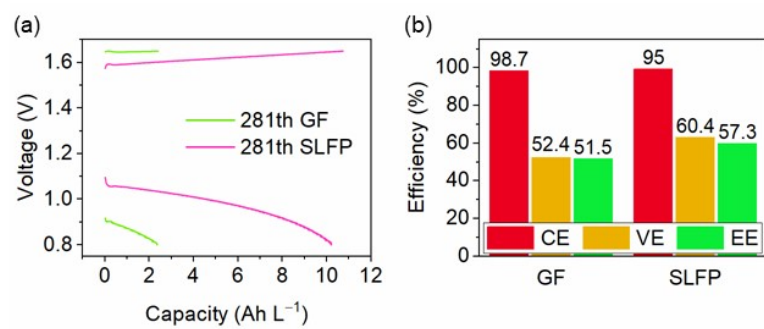 (a)
Voltage (V)
1.6
1.4
1.2
1.0
0.8
281th GF
281th SLFP
0 2 4 6 8 10 12
Capacity (Ah L⁻¹)
(b)
Efficiency (%)
100
80
60
40
20
0
98.7
52.4
51.5
95
60.4
57.3
CE VE EE
GF SLFP